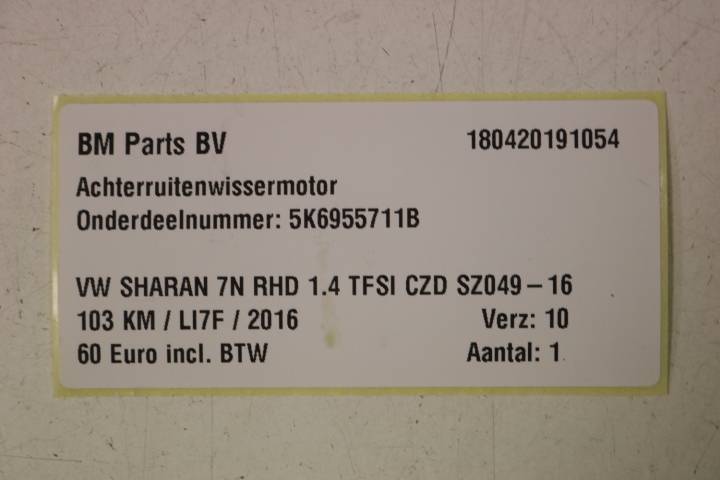 BM Parts BV 180420191054
Achterruitenwissermotor
Onderdeelnummer: 5K6955711B
VW SHARAN 7N RHD 1.4 TFSI CZD SZ049-16
103 KM / LI7F / 2016 Verz: 10
60 Euro incl. BTW Aantal: 1